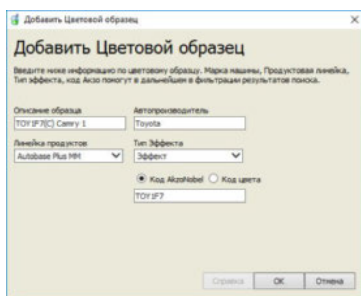 Добавить Цветовой образец
Добавить Цветовой образец
Введите ниже информацию по цветовому образцу. Марка машины, Продуктовая линейка,
Тип эффекта, код Акзо помогут в дальнейшем в фильтрации результатов поиска.
Описание образца Автопроизводитель
TOY1F7(C) Camry 1 Toyota
Линейка продуктов Тип Эффекта
Autobase Plus MM Эффект
Код AkzoNobel Код цвета
TOY1F7
Справка OK Отмена